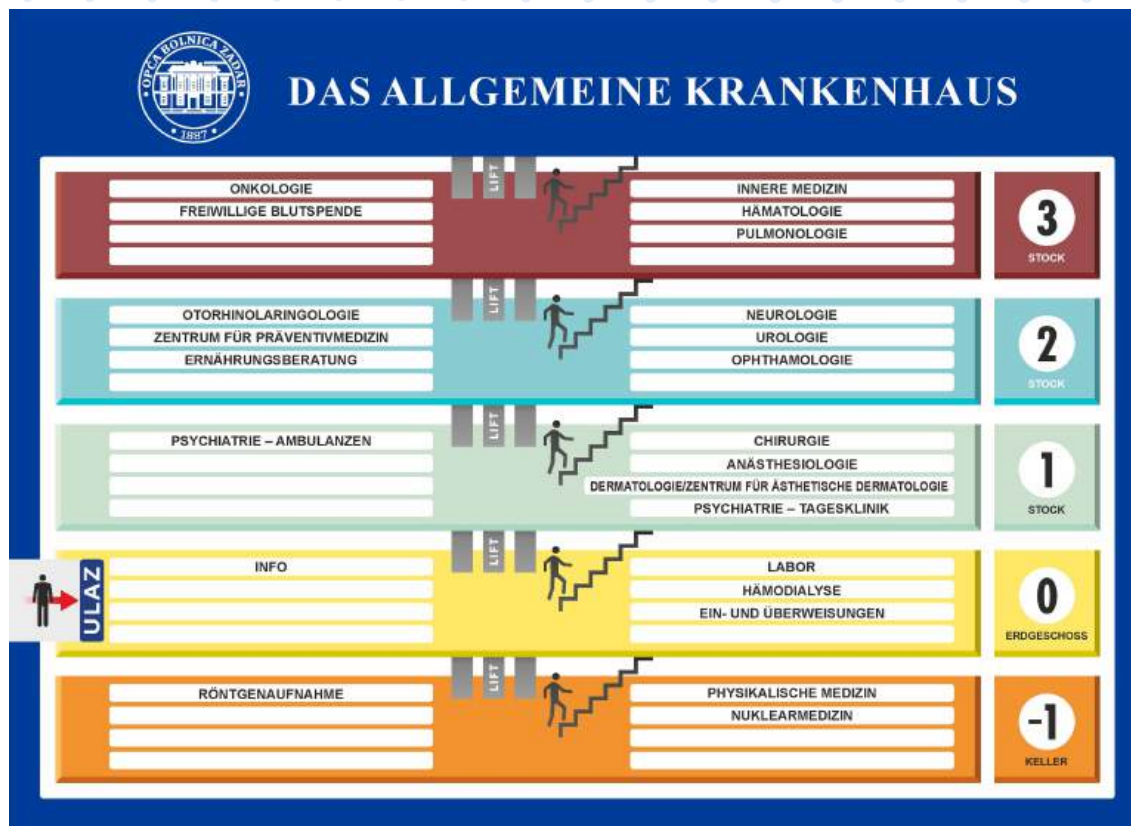 OPĆA BOLNICA ZADAR
1887
DAS ALLGEMEINE KRANKENHAUS
LIFT
ONKOLOGIE
FREIWILLIGE BLUTSPENDE
INNERE MEDIZIN
HÄMATOLOGIE
PULMONOLOGIE
3
STOCK
LIFT
OTORHINOLARINGOLOGIE
ZENTRUM FÜR PRÄVENTIVMEDIZIN
ERNÄHRUNGSBERATUNG
NEUROLOGIE
UROLOGIE
OPHTHAMOLOGIE
2
STOCK
LIFT
PSYCHIATRIE – AMBULANZEN
CHIRURGIE
ANÄSTHESIOLOGIE
DERMATOLOGIE/ZENTRUM FÜR ÄSTHETISCHE DERMATOLOGIE
PSYCHIATRIE – TAGESKLINIK
1
STOCK
ULAZ
LIFT
INFO
LABOR
HÄMODIALYSE
EIN- UND ÜBERWEISUNGEN
0
ERDGESCHOSS
LIFT
RÖNTGENAUFNAHME
PHYSIKALISCHE MEDIZIN
NUKLEARMEDIZIN
-1
KELLER